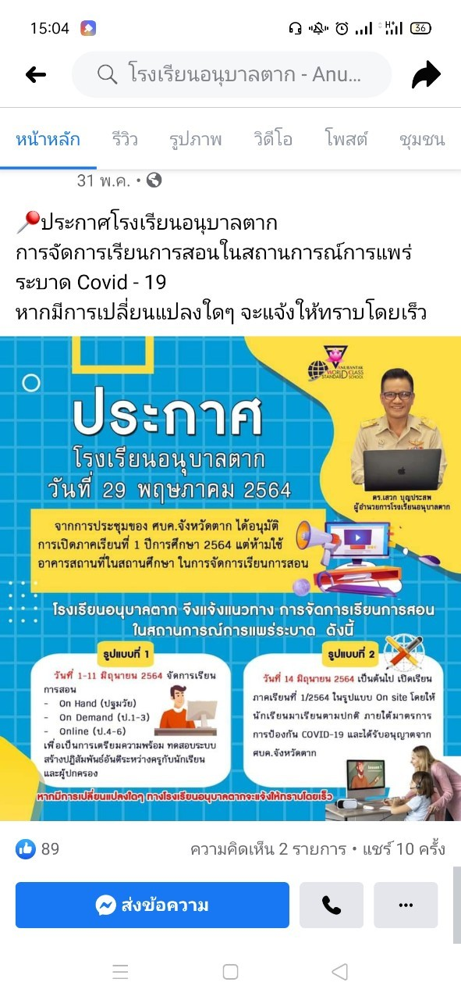 15:04
H+
36
โรงเรียนอนุบาลตาก - Anu...
หน้าหลัก รีวิว รูปภาพ วิดีโอ โพสต์ ชุมชน
31 พ.ค. •
ประกาศโรงเรียนอนุบาลตาก
การจัดการเรียนการสอนในสถานการณ์การแพร่
ระบาด Covid - 19
หากมีการเปลี่ยนแปลงใดๆ จะแจ้งให้ทราบโดยเร็ว
ANUBANTAK
WORLD CLASS
STANDARD SCHOOL
ประกาศ
โรงเรียนอนุบาลตาก
วันที่ 29 พฤษภาคม 2564
ดร.เสวก บุญประสพ
ผู้อำนวยการโรงเรียนอนุบาลตาก
จากการประชุมของ ศบค.จังหวัดตาก ได้อนุมัติ
การเปิดภาคเรียนที่ 1 ปีการศึกษา 2564 แต่ห้ามใช้
อาคารสถานที่ในสถานศึกษา ในการจัดการเรียนการสอน
โรงเรียนอนุบาลตาก จึงแจ้งแนวทาง การจัดการเรียนการสอน
ในสถานการณ์การแพร่ระบาด ดังนี้
รูปแบบที่ 1
วันที่ 1-11 มิถุนายน 2564 จัดการเรียน
การสอน
- On Hand (ปฐมวัย)
- On Demand (ป.1-3)
- Online (ป.4-6)
เพื่อเป็นการเตรียมความพร้อม ทดสอบระบบ
สร้างปฏิสัมพันธ์อันดีระหว่างครูกับนักเรียน
และผู้ปกครอง
รูปแบบที่ 2
วันที่ 14 มิถุนายน 2564 เป็นต้นไป เปิดเรียน
ภาคเรียนที่ 1/2564 ในรูปแบบ On site โดยให้
นักเรียนมาเรียนตามปกติ ภายใต้มาตรการ
การป้องกัน COVID-19 และได้รับอนุญาตจาก
ศบค.จังหวัดตาก
lesson 1
หากมีการเปลี่ยนแปลงใดๆ ทางโรงเรียนอนุบาลตากจะแจ้งให้ทราบโดยเร็ว
89
ความคิดเห็น 2 รายการ • แชร์ 10 ครั้ง
ส่งข้อความ